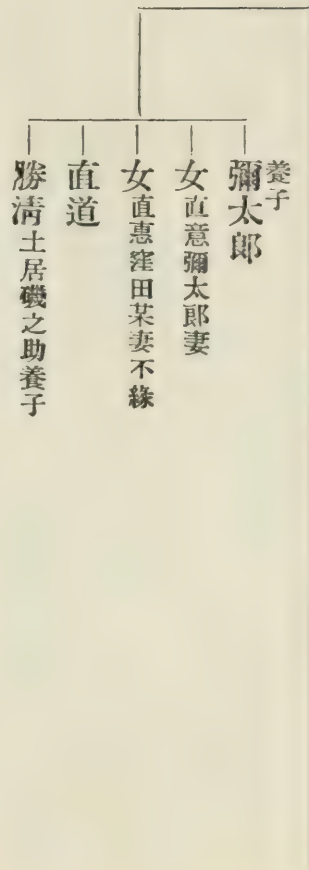 養子
彌太郎
女直意彌太郎妻
女直惠窪田某妻不緣
直道
勝淸土居磯之助養子